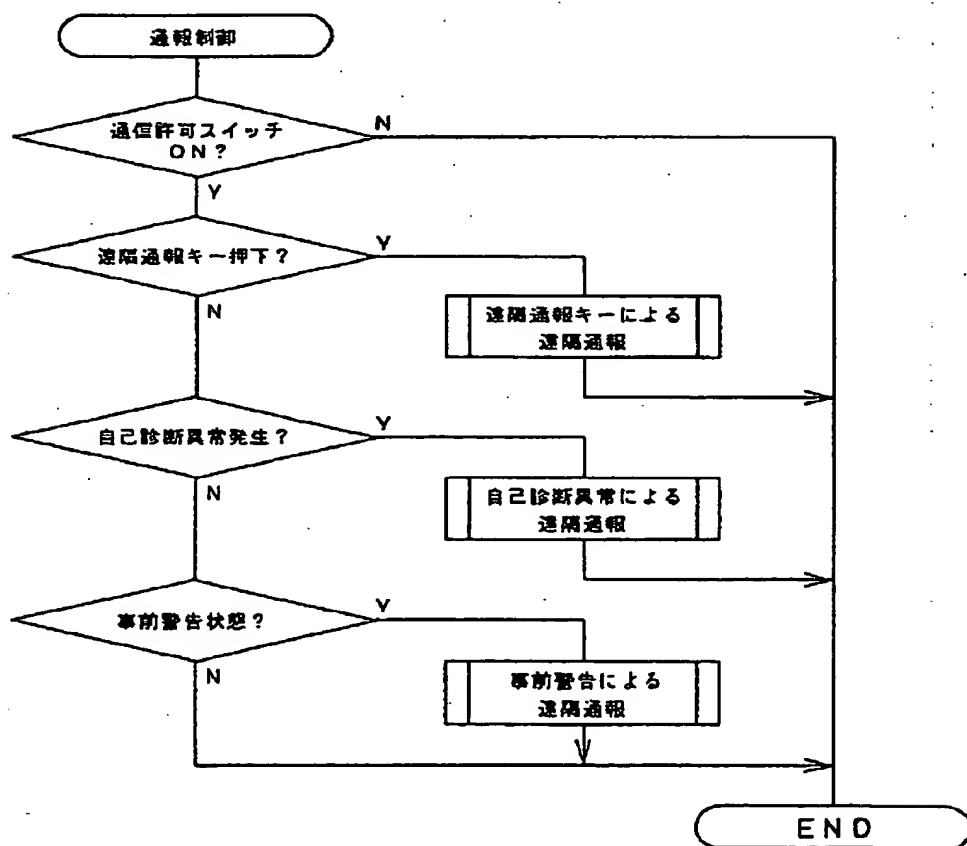 通報制御
通信許可スイッチ
ON?
N
Y
遠隔通報キー押下?
Y
N
遠隔通報キーによる
遠隔通報
自己診断異常発生?
Y
N
自己診断異常による
遠隔通報
事前警告状態?
Y
N
事前警告による
遠隔通報
END